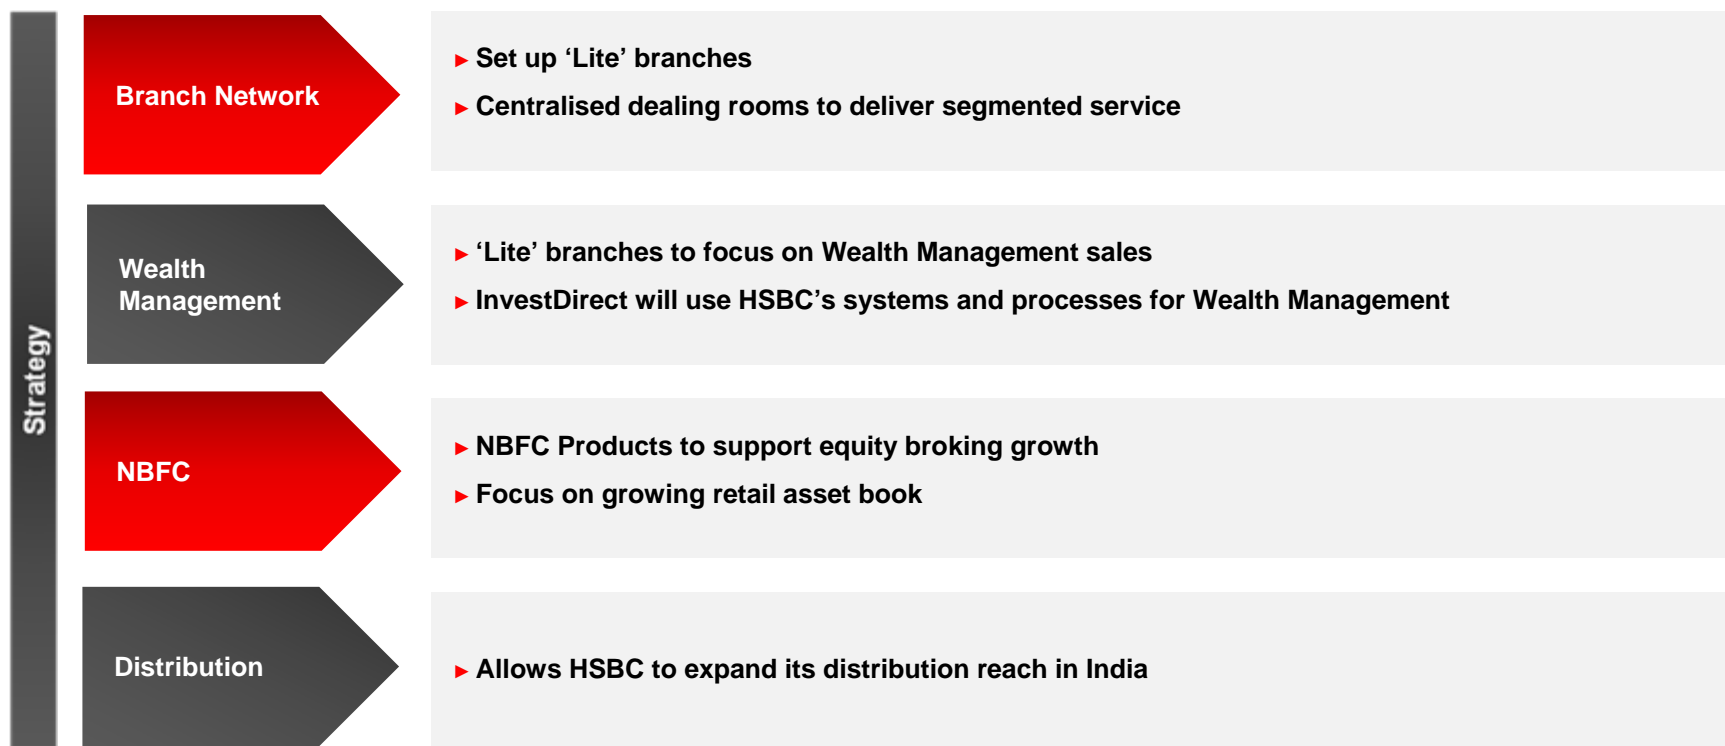 Strategy
Branch Network
► Set up ‘Lite’ branches
► Centralised dealing rooms to deliver segmented service
Wealth
Management
► ‘Lite’ branches to focus on Wealth Management sales
► InvestDirect will use HSBC’s systems and processes for Wealth Management
NBFC
► NBFC Products to support equity broking growth
► Focus on growing retail asset book
Distribution
► Allows HSBC to expand its distribution reach in India